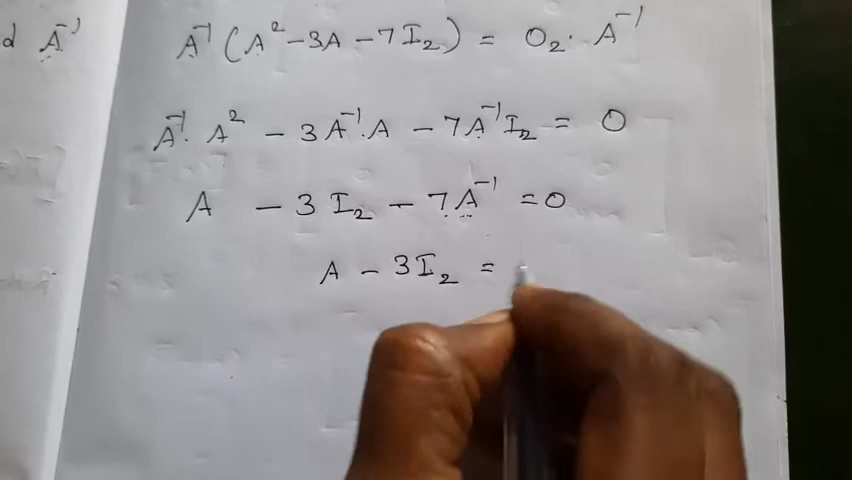 d A⁻¹
A⁻¹ (A² - 3A - 7I₂) = O₂ · A⁻¹
A⁻¹ · A² - 3A⁻¹ · A - 7A⁻¹I₂ = 0
A - 3I₂ - 7A⁻¹ = 0
A - 3I₂ =